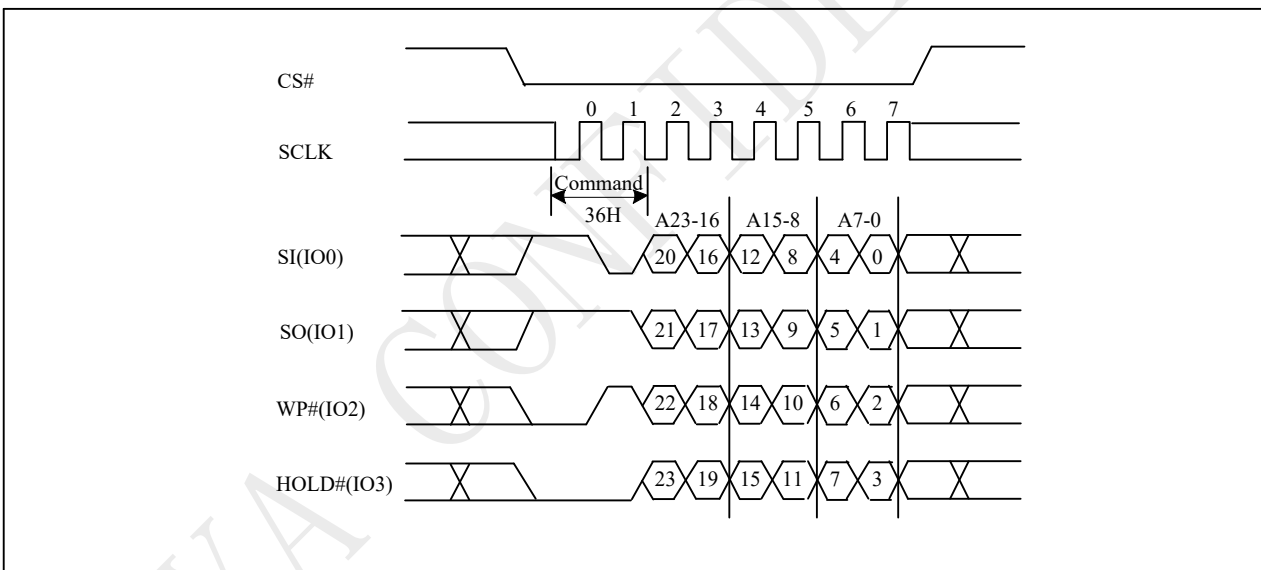 CS#
0 1 2 3 4 5 6 7
SCLK
Command
36H
A23-16 A15-8 A7-0
SI(IO0) 20 16 12 8 4 0
SO(IO1) 21 17 13 9 5 1
WP#(IO2) 22 18 14 10 6 2
HOLD#(IO3) 23 19 15 11 7 3